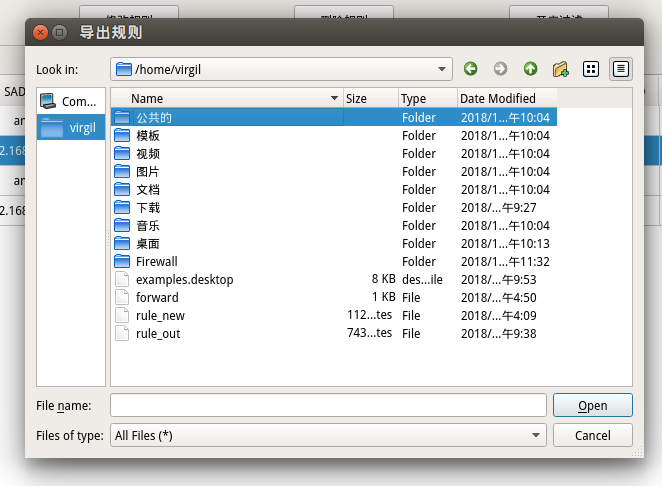 导出规则
SAD
2.168
2.168
Look in:
/home/virgil
Com...
virgil
Name Size Type Date Modified
公共的 Folder 2018/1...午10:04
模板 Folder 2018/1...午10:04
视频 Folder 2018/1...午10:04
图片 Folder 2018/1...午10:04
文档 Folder 2018/1...午10:04
下载 Folder 2018/...午9:27
音乐 Folder 2018/1...午10:04
桌面 Folder 2018/1...午10:13
Firewall Folder 2018/1...午11:32
examples.desktop 8 KB des...ile 2018/...午9:53
forward 1 KB File 2018/...午4:50
rule_new 112...tes File 2018/...午4:09
rule_out 743...tes File 2018/...午9:38
File name:
Open
Files of type: All Files (*)
Cancel